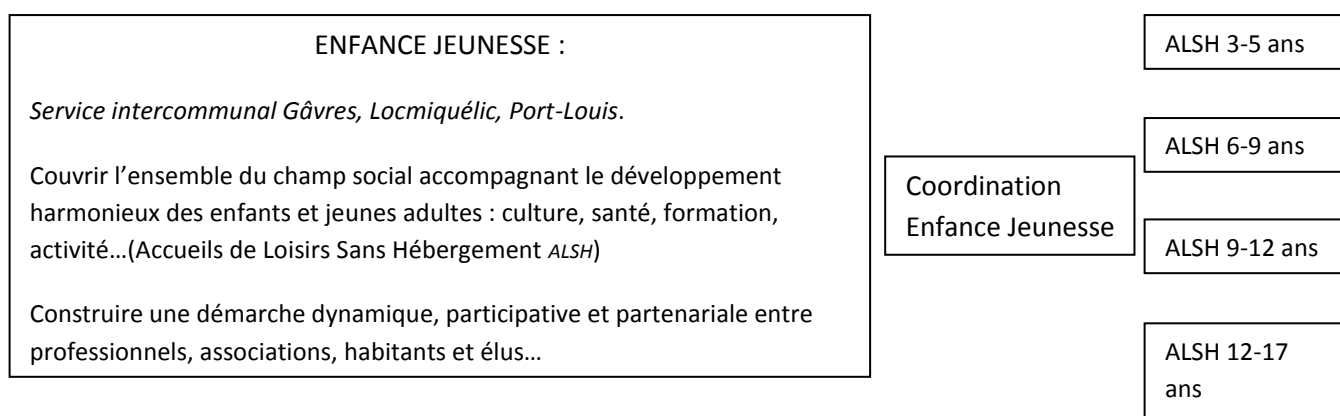 ENFANCE JEUNESSE :
Service intercommunal Gâvres, Locmiquélic, Port-Louis.
Couvrir l’ensemble du champ social accompagnant le développement
harmonieux des enfants et jeunes adultes : culture, santé, formation,
activité…(Accueils de Loisirs Sans Hébergement ALSH)
Construire une démarche dynamique, participative et partenariale entre
professionnels, associations, habitants et élus…
Coordination
Enfance Jeunesse
ALSH 3-5 ans
ALSH 6-9 ans
ALSH 9-12 ans
ALSH 12-17
ans